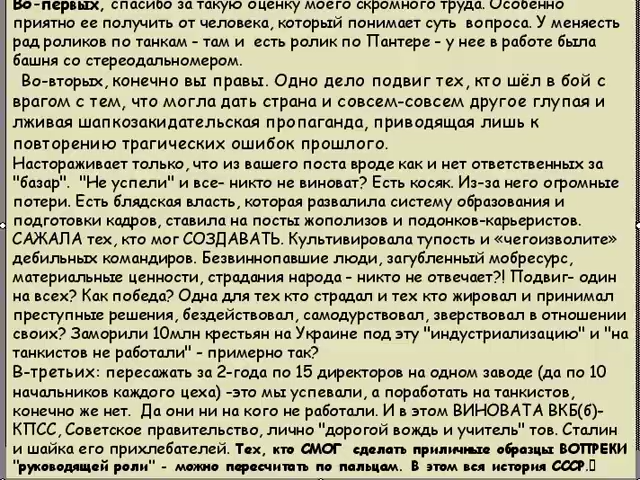 Во-первых, спасибо за такую оценку моего скромного труда. Особенно
приятно ее получить от человека, который понимает суть вопроса. У меняесть
рад роликов по танкам - там и есть ролик по Пантере - у нее в работе была
башня со стереодальномером.
Во-вторых, конечно вы правы. Одно дело подвиг тех, кто шёл в бой с
врагом с тем, что могла дать страна и совсем-совсем другое глупая и
лживая шапкозакидательская пропаганда, приводящая лишь к
повторению трагических ошибок прошлого.
Настораживает только, что из вашего поста вроде как и нет ответственных за
"базар". "Не успели" и все- никто не виноват? Есть косяк. Из-за него огромные
потери. Есть блядская власть, которая развалила систему образования и
подготовки кадров, ставила на посты жополизов и подонков-карьеристов.
САЖАЛА тех, кто мог СОЗДАВАТЬ. Культивировала тупость и «чегоизволите»
дебильных командиров. Безвиннопавшие люди, загубленный мобресурс,
материальные ценности, страдания народа - никто не отвечает?! Подвиг- один
на всех? Как победа? Одна для тех кто страдал и тех кто жировал и принимал
преступные решения, бездействовал, самодурствовал, зверствовал в отношении
своих? Заморили 10млн крестьян на Украине под эту "индустриализацию" и "на
танкистов не работали" - примерно так?
В-третьих: пересажать за 2-года по 15 директоров на одном заводе (да по 10
начальников каждого цеха) -это мы успевали, а поработать на танкистов,
конечно же нет. Да они ни на кого не работали. И в этом ВИНОВАТА ВКБ(б)-
КПСС, Советское правительство, лично "дорогой вождь и учитель" тов. Сталин
и шайка его прихлебателей. Тех, кто СМОГ сделать приличные образцы ВОПРЕКИ
"руководящей роли" - можно пересчитать по пальцам. В этом вся история СССР.